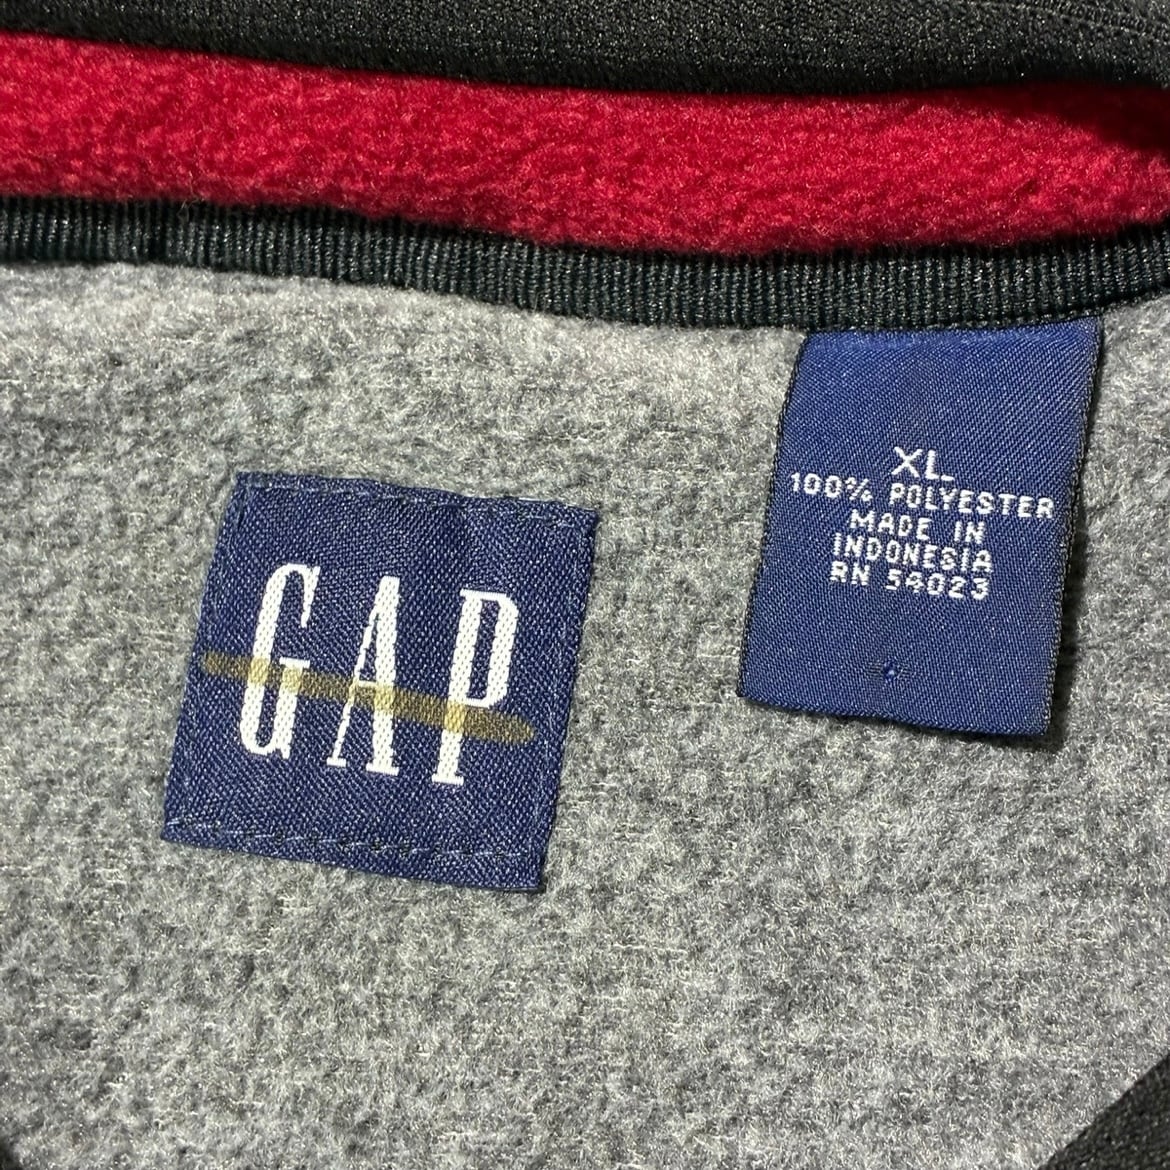 GAP
XL
100% POLYESTER
MADE IN
INDONESIA
RN 54023